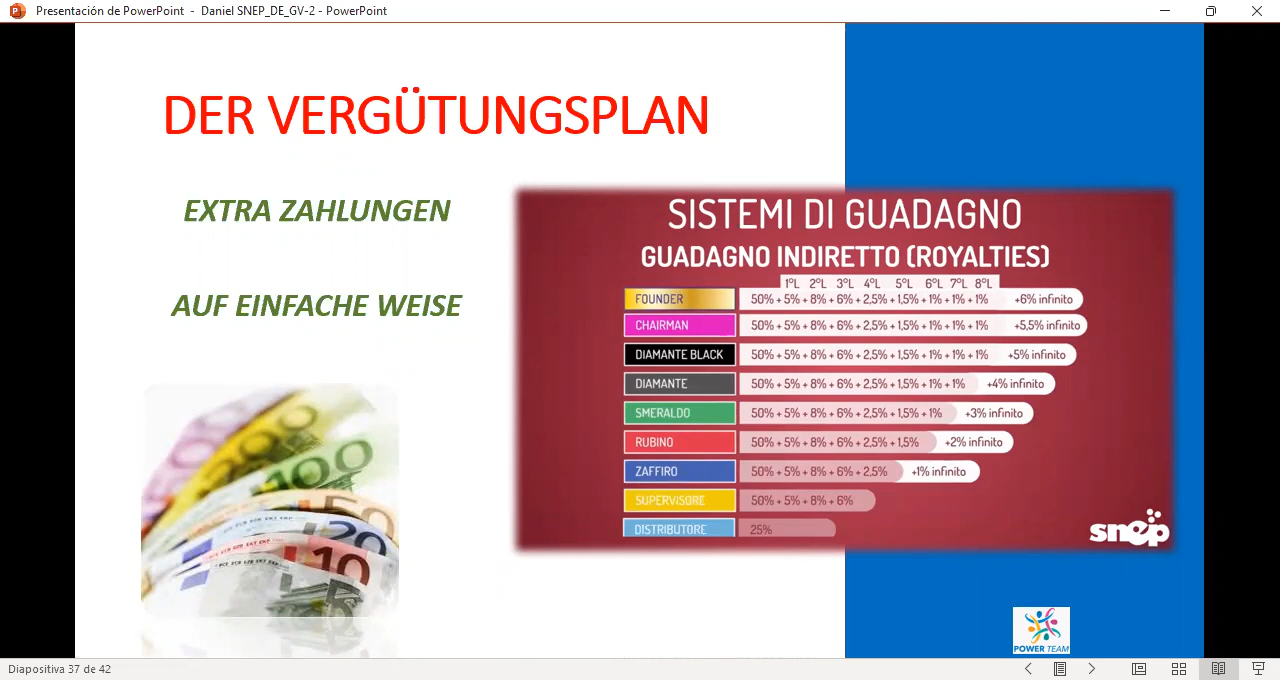 Presentación de PowerPoint - Daniel SNEP_DE_GV-2 - PowerPoint
DER VERGÜTUNGSPLAN
EXTRA ZAHLUNGEN
AUF EINFACHE WEISE
SISTEMI DI GUADAGNO
GUADAGNO INDIRETTO (ROYALTIES)
1°L 2°L 3°L 4°L 5°L 6°L 7°L 8°L
FOUNDER 50% + 5% + 8% + 6% + 2,5% + 1,5% + 1% + 1% + 1% +6% infinito
CHAIRMAN 50% + 5% + 8% + 6% + 2,5% + 1,5% + 1% + 1% + 1% +5,5% infinito
DIAMANTE BLACK 50% + 5% + 8% + 6% + 2,5% + 1,5% + 1% + 1% + 1% +5% infinito
DIAMANTE 50% + 5% + 8% + 6% + 2,5% + 1,5% + 1% + 1% +4% infinito
SMERALDO 50% + 5% + 8% + 6% + 2,5% + 1,5% + 1% +3% infinito
RUBINO 50% + 5% + 8% + 6% + 2,5% + 1,5% +2% infinito
ZAFFIRO 50% + 5% + 8% + 6% + 2,5% +1% infinito
SUPERVISORE 50% + 5% + 8% + 6%
DISTRIBUTORE 25%
snep
100
50
20
10
5
POWER TEAM
Diapositiva 37 de 42